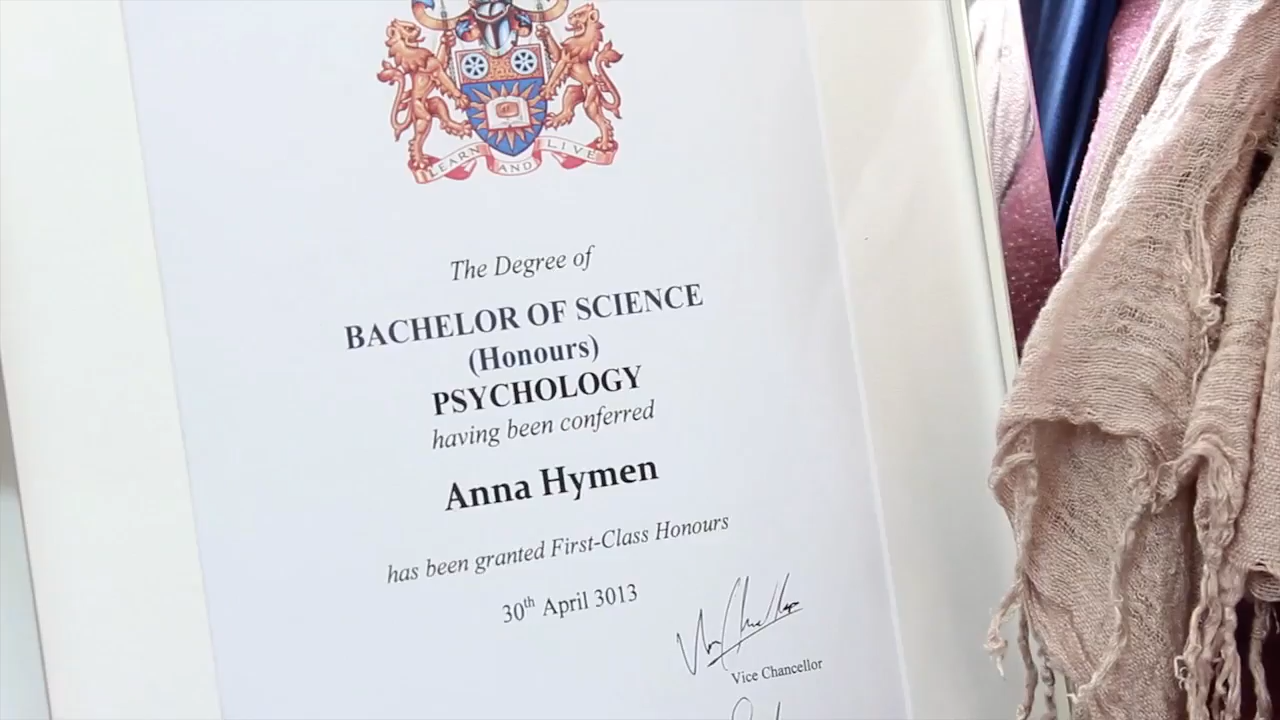 LEARN AND LIVE
The Degree of
BACHELOR OF SCIENCE
(Honours)
PSYCHOLOGY
having been conferred
Anna Hymen
has been granted First-Class Honours
30th April 3013
Vice Chancellor